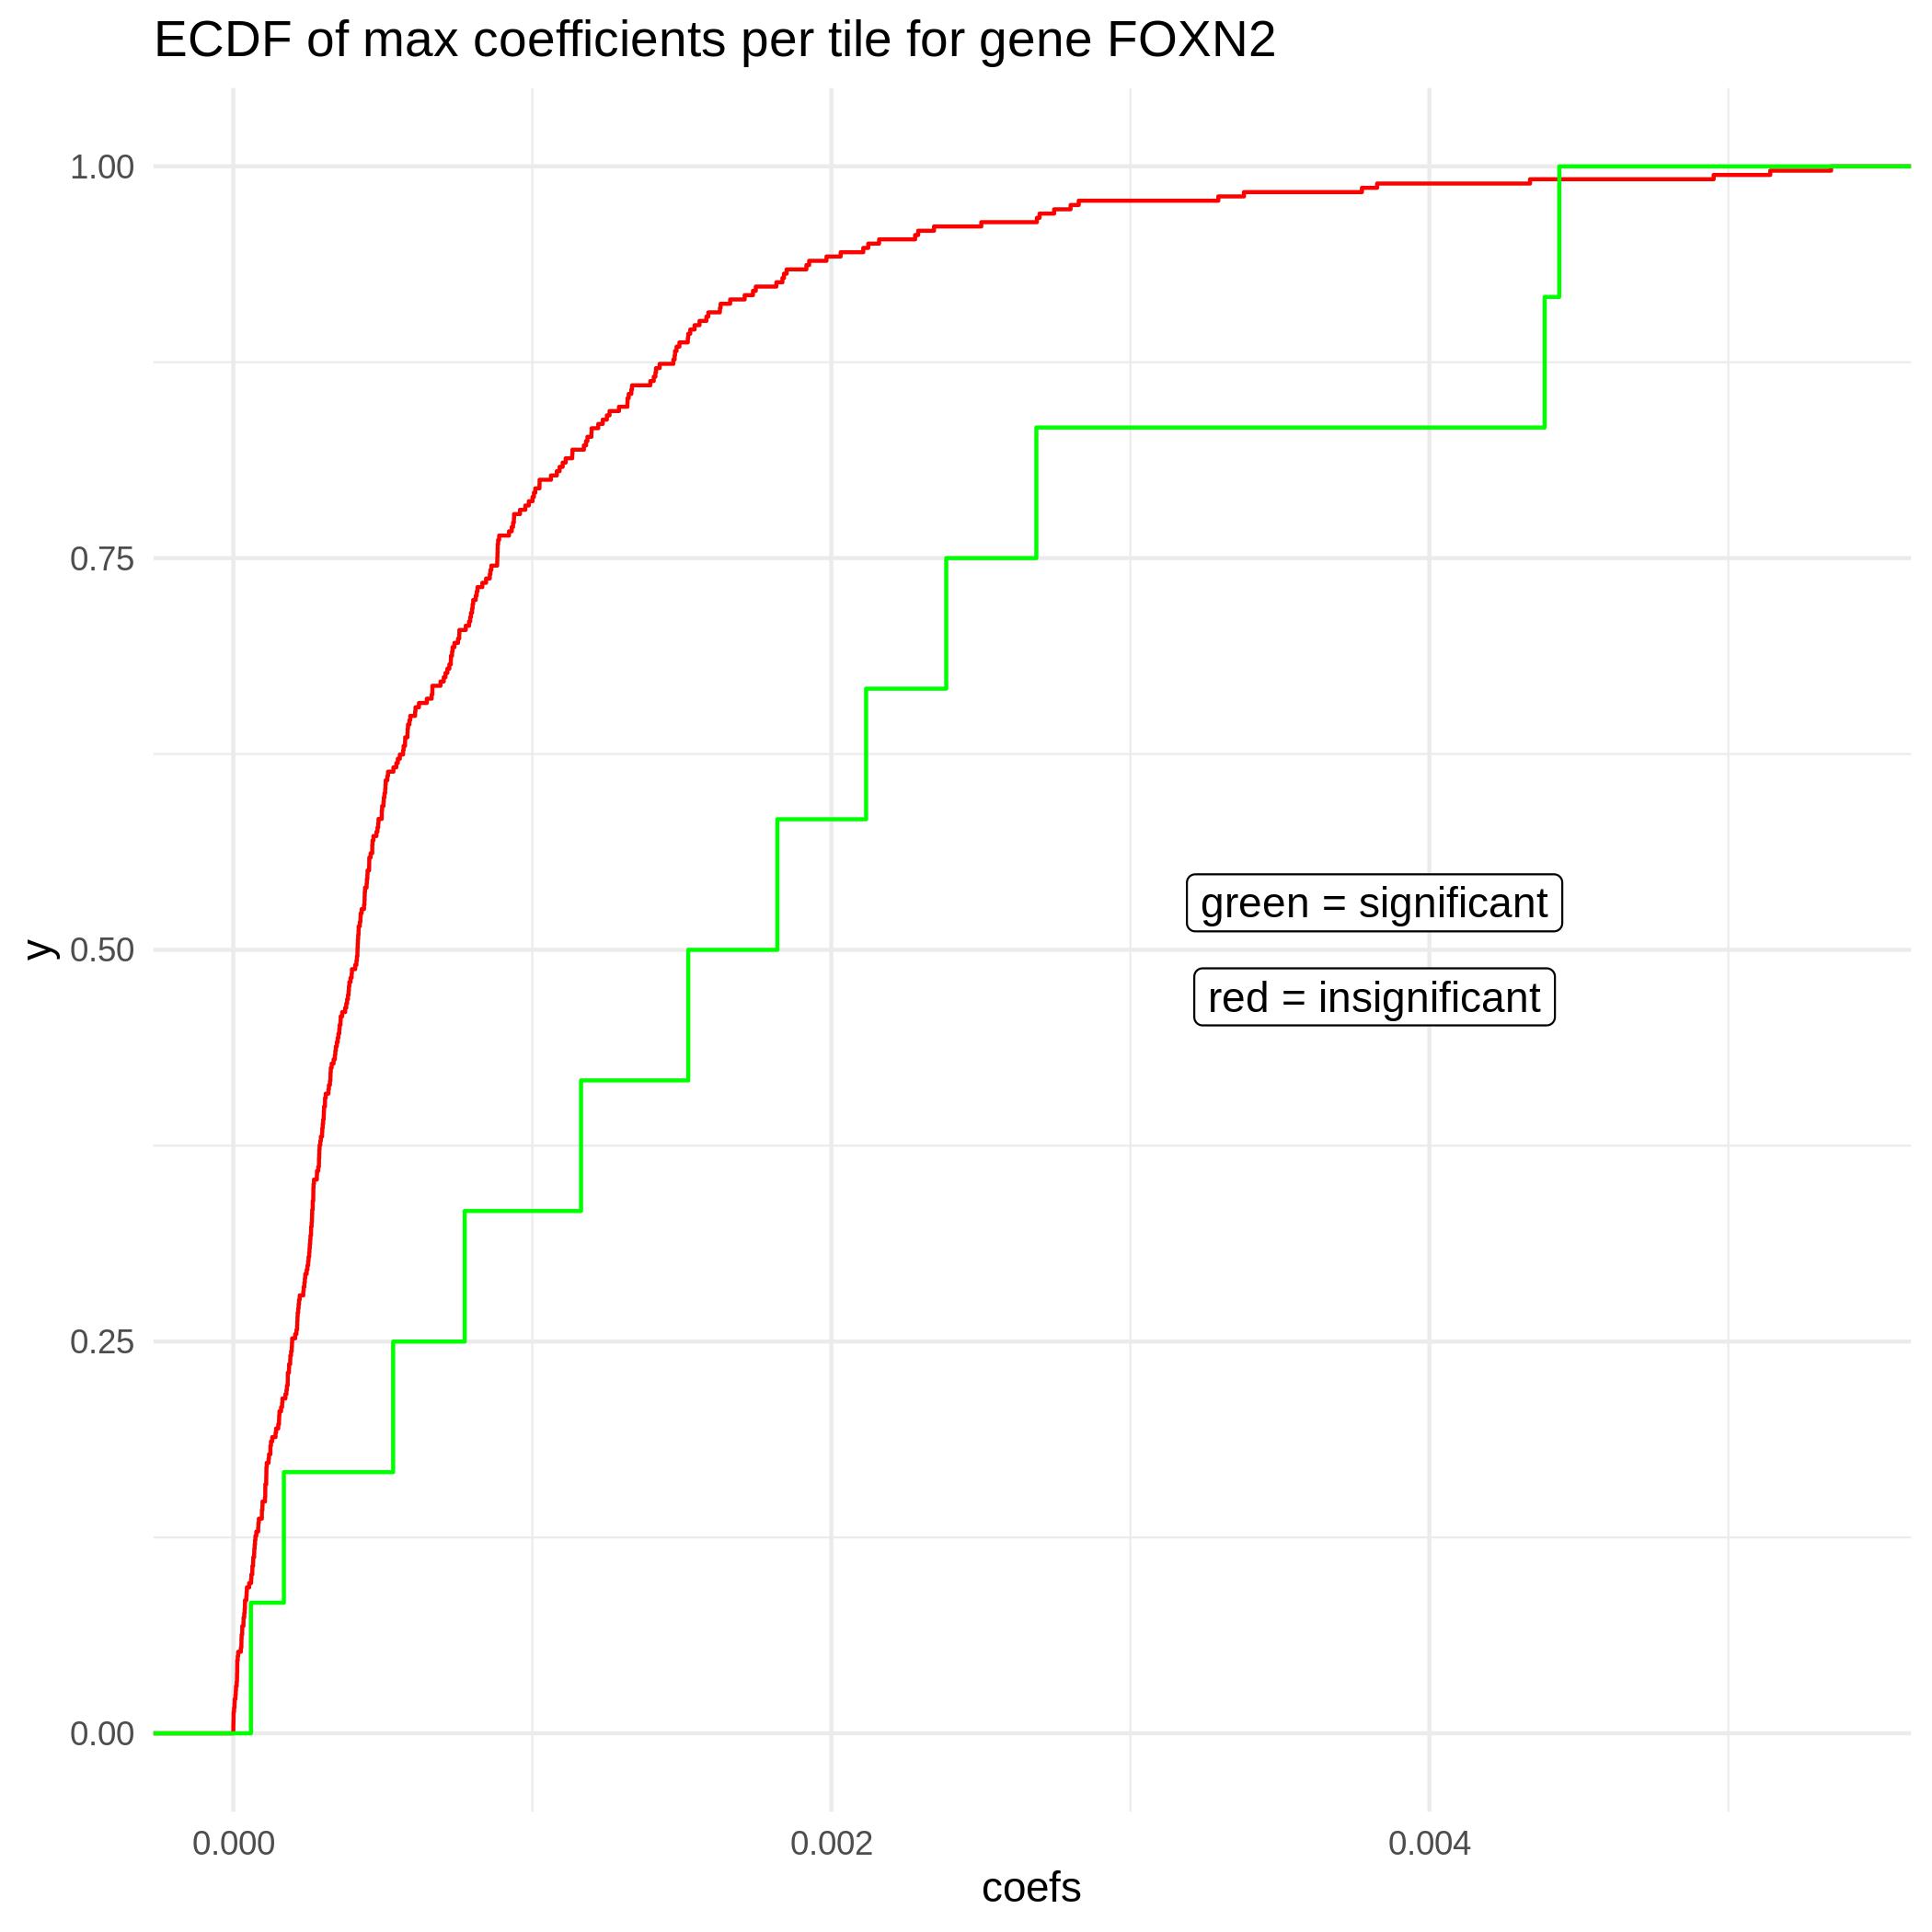 ECDF of max coefficients per tile for gene FOXN2
1.00
0.75
0.50
0.25
0.00
y
green = significant
red = insignificant
0.000
0.002
0.004
coefs